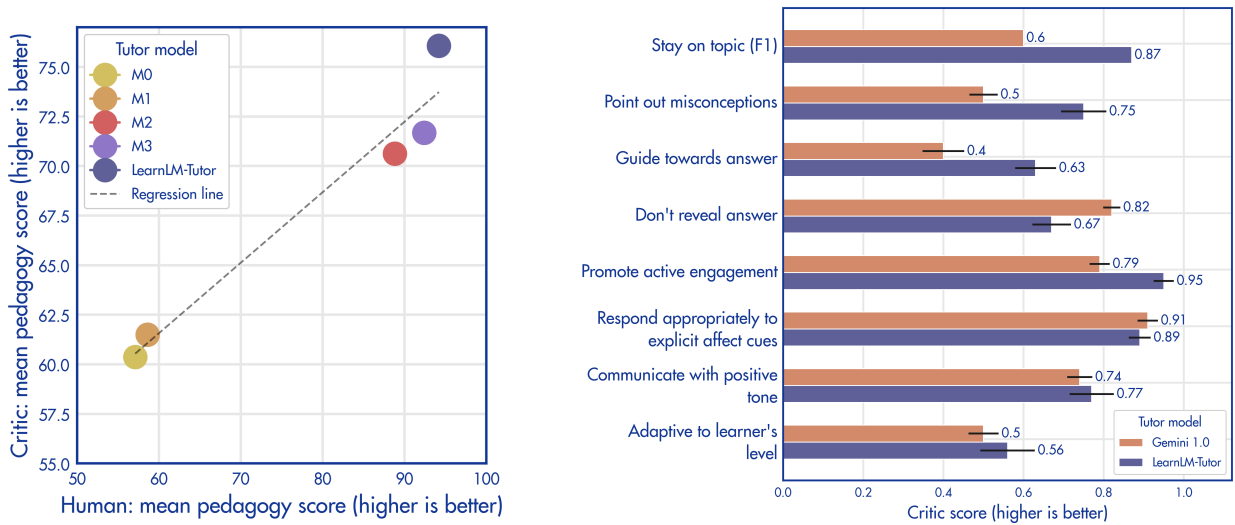 Critic: mean pedagogy score (higher is better)
75.0
72.5
70.0
67.5
65.0
62.5
60.0
57.5
55.0
Tutor model
M0
M1
M2
M3
LearnLM-Tutor
Regression line
50 60 70 80 90 100
Human: mean pedagogy score (higher is better)
Stay on topic (F1)
0.6
0.87
Point out misconceptions
0.5
0.75
Guide towards answer
0.4
0.63
Don't reveal answer
0.82
0.67
Promote active engagement
0.79
0.95
Respond appropriately to
explicit affect cues
0.91
0.89
Communicate with positive
tone
0.74
0.77
Adaptive to learner's
level
0.5
0.56
Tutor model
Gemini 1.0
LearnLM-Tutor
0.0 0.2 0.4 0.6 0.8 1.0
Critic score (higher is better)